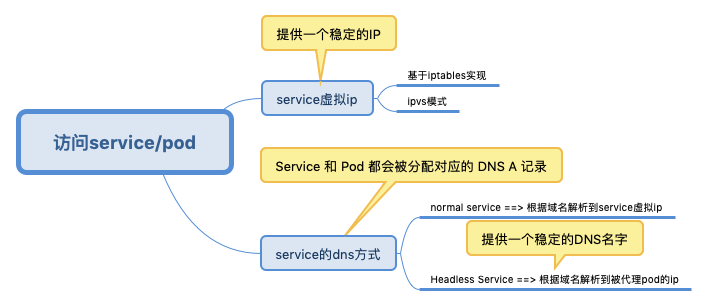 提供一个稳定的IP
基于iptables实现
service虚拟ip
ipvs模式
访问service/pod
Service 和 Pod 都会被分配对应的 DNS A 记录
normal service ==> 根据域名解析到service虚拟ip
提供一个稳定的DNS名字
service的dns方式
Headless Service ==> 根据域名解析到被代理pod的ip